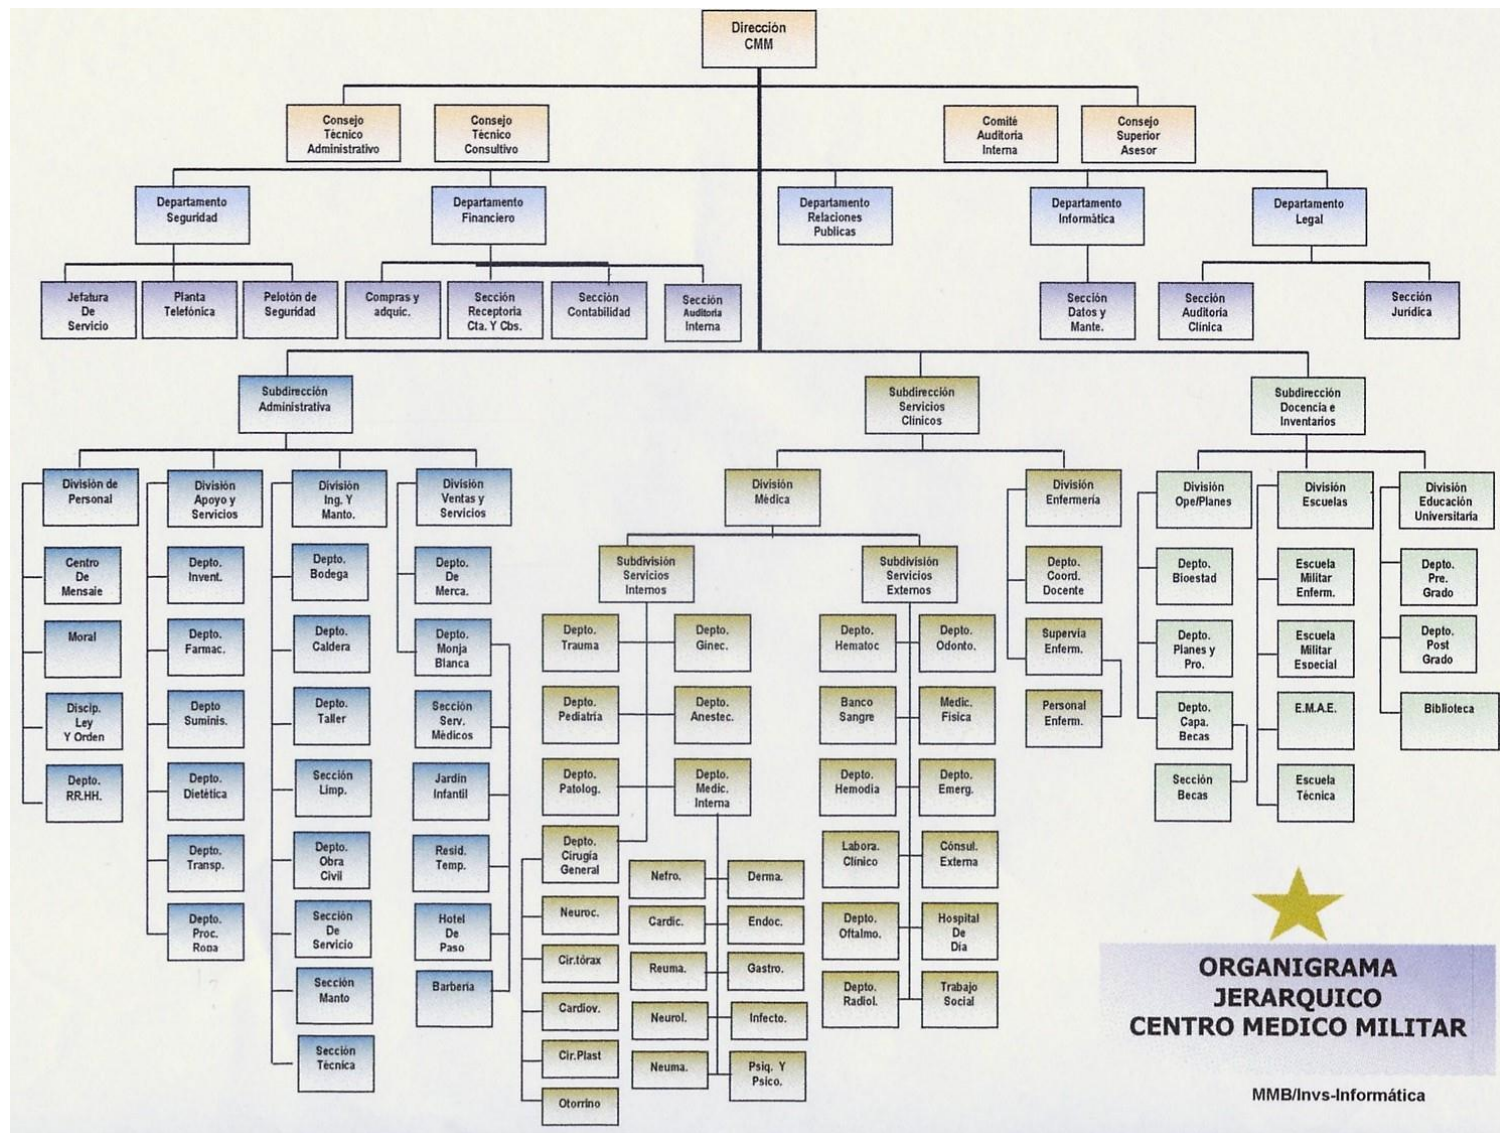 Dirección
CMM
Consejo
Técnico
Administrativo
Consejo
Técnico
Consultivo
Comité
Auditoria
Interna
Consejo
Superior
Asesor
Departamento
Seguridad
Departamento
Financiero
Departamento
Relaciones
Publicas
Departamento
Informática
Departamento
Legal
Jefatura
De
Servicio
Planta
Telefónica
Pelotón de
Seguridad
Compras y
adquic.
Sección
Receptoria
Cta. Y Cbs.
Sección
Contabilidad
Sección
Auditoria
Interna
Sección
Datos y
Mante.
Sección
Auditoria
Clínica
Sección
Jurídica
Subdirección
Administrativa
Subdirección
Servicios
Clínicos
Subdirección
Docencia e
Inventarios
División de
Personal
División
Apoyo y
Servicios
División
Ing. Y
Manto.
División
Ventas y
Servicios
División
Médica
División
Enfermería
División
Ope/Planes
División
Escuelas
División
Educación
Universitaria
Centro
De
Mensaje
Moral
Discip.
Ley
Y Orden
Depto.
RR.HH.
Depto.
Invent.
Depto.
Farmac.
Depto
Suminis.
Depto.
Dietética
Depto.
Transp.
Depto.
Proc.
Ropa
Depto.
Bodega
Depto.
Caldera
Depto.
Taller
Sección
Limp.
Depto.
Obra
Civil
Sección
De
Servicio
Sección
Manto
Sección
Técnica
Depto.
De
Merca.
Depto.
Monja
Blanca
Sección
Serv.
Médicos
Jardín
Infantil
Resid.
Temp.
Hotel
De
Paso
Barbería
Subdivisión
Servicios
Internos
Subdivisión
Servicios
Externos
Depto.
Trauma
Depto.
Ginec.
Depto.
Pediatría
Depto.
Anestec.
Depto.
Patolog.
Depto.
Medic.
Interna
Depto.
Cirugía
General
Neuroc.
Cir.tórax
Cardiov.
Cir.Plast
Otorrino
Nefro.
Derma.
Cardic.
Endoc.
Reuma.
Gastro.
Neurol.
Infecto.
Neuma.
Psiq. Y
Psico.
Depto.
Hematoc
Depto.
Odonto.
Banco
Sangre
Medic.
Física
Depto.
Hemodia
Depto.
Emerg.
Labora.
Clínico
Cónsul.
Externa
Depto.
Oftalmo.
Hospital
De
Día
Depto.
Radiol.
Trabajo
Social
Depto.
Coord.
Docente
Supervia
Enferm.
Personal
Enferm.
Depto.
Bioestad
Depto.
Planes y
Pro.
Depto.
Capa.
Becas
Sección
Becas
Escuela
Militar
Enferm.
Escuela
Militar
Especial
E.M.A.E.
Escuela
Técnica
Depto.
Pre.
Grado
Depto.
Post
Grado
Biblioteca
ORGANIGRAMA
JERARQUICO
CENTRO MEDICO MILITAR
MMB/Invs-Informática